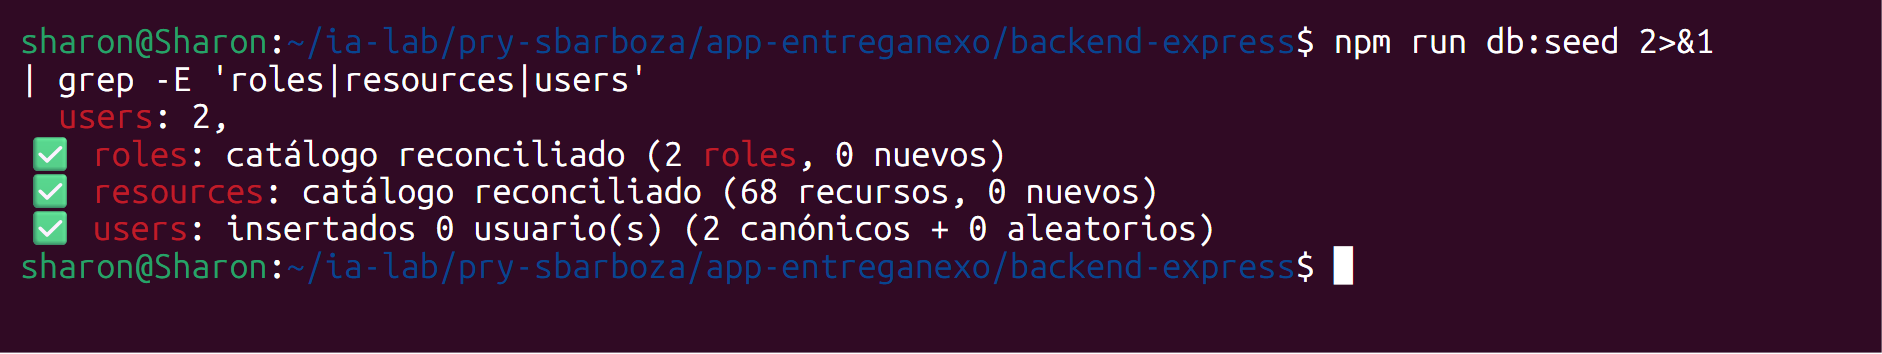 sharon@Sharon:~/ia-lab/pry-sbarboza/app-entreganexo/backend-express$ npm run db:seed 2>&1
| grep -E 'roles|resources|users'
  users: 2,
✅ roles: catálogo reconciliado (2 roles, 0 nuevos)
✅ resources: catálogo reconciliado (68 recursos, 0 nuevos)
✅ users: insertados 0 usuario(s) (2 canónicos + 0 aleatorios)
sharon@Sharon:~/ia-lab/pry-sbarboza/app-entreganexo/backend-express$